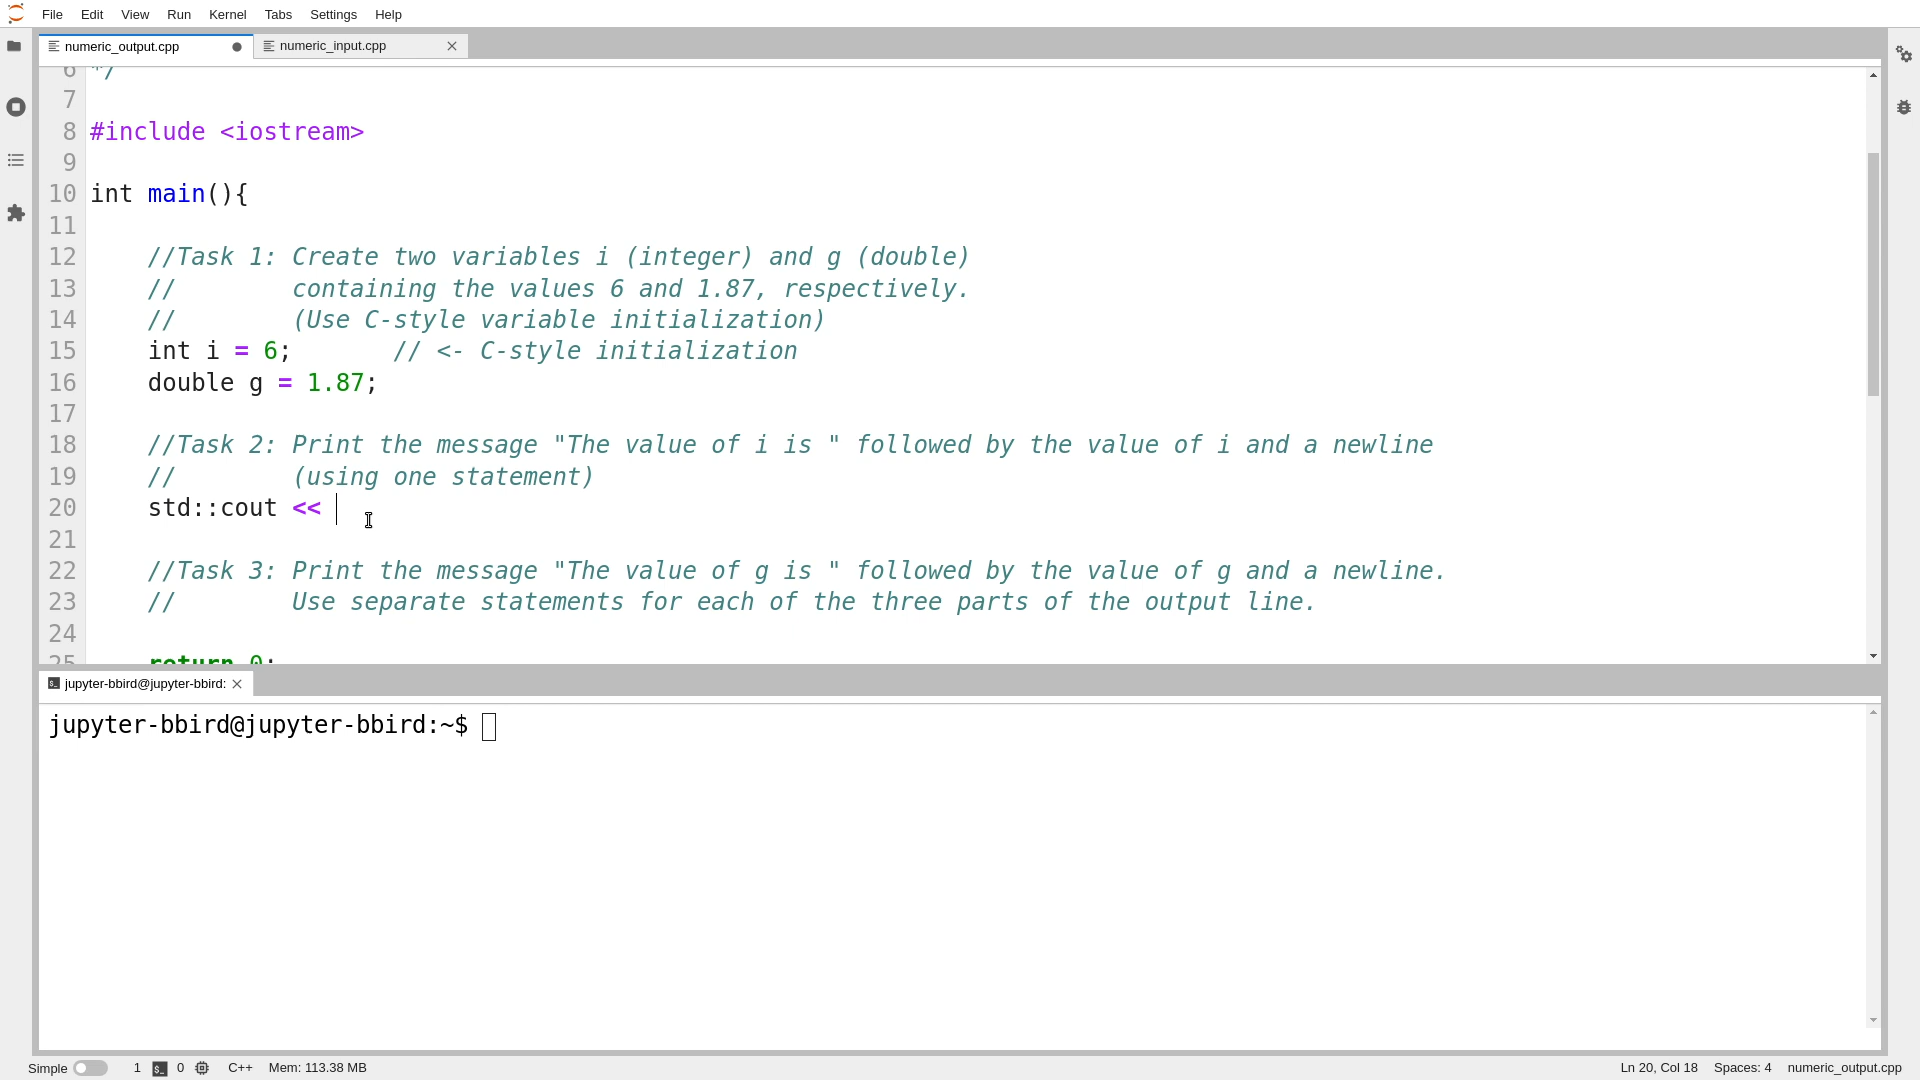 File Edit View Run Kernel Tabs Settings Help
numeric_output.cpp numeric_input.cpp
6 */
7
8 #include <iostream>
9
10 int main(){
11
12 //Task 1: Create two variables i (integer) and g (double)
13 // containing the values 6 and 1.87, respectively.
14 // (Use C-style variable initialization)
15 int i = 6; // <- C-style initialization
16 double g = 1.87;
17
18 //Task 2: Print the message "The value of i is " followed by the value of i and a newline
19 // (using one statement)
20 std::cout <<
21
22 //Task 3: Print the message "The value of g is " followed by the value of g and a newline.
23 // Use separate statements for each of the three parts of the output line.
24
25 return 0;
jupyter-bbird@jupyter-bbird:
jupyter-bbird@jupyter-bbird:~$
Simple 1 $_ 0 C++ Mem: 113.38 MB Ln 20, Col 18 Spaces: 4 numeric_output.cpp